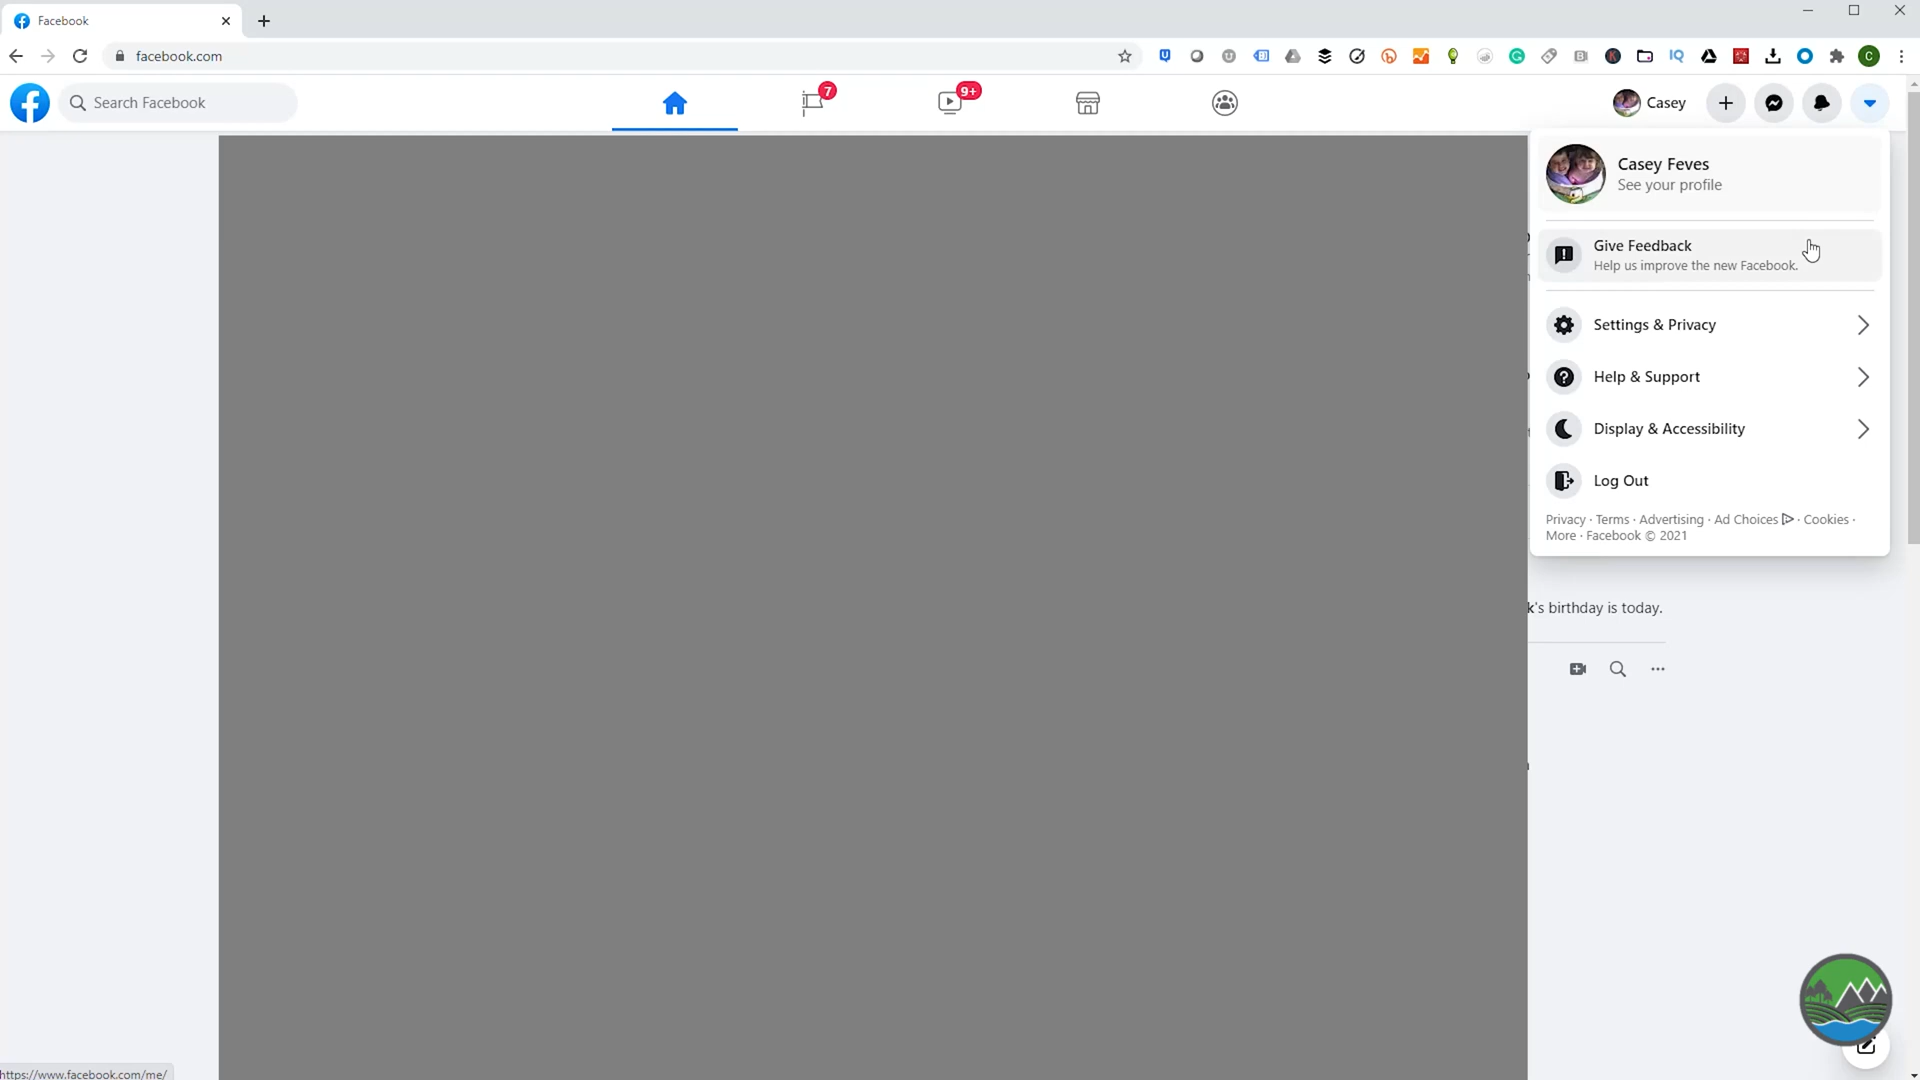 Facebook
facebook.com
Search Facebook
7
9+
Casey
Casey Feves
See your profile
Give Feedback
Help us improve the new Facebook.
Settings & Privacy
Help & Support
Display & Accessibility
Log Out
Privacy · Terms · Advertising · Ad Choices · Cookies ·
More · Facebook © 2021
k's birthday is today.
https://www.facebook.com/me/